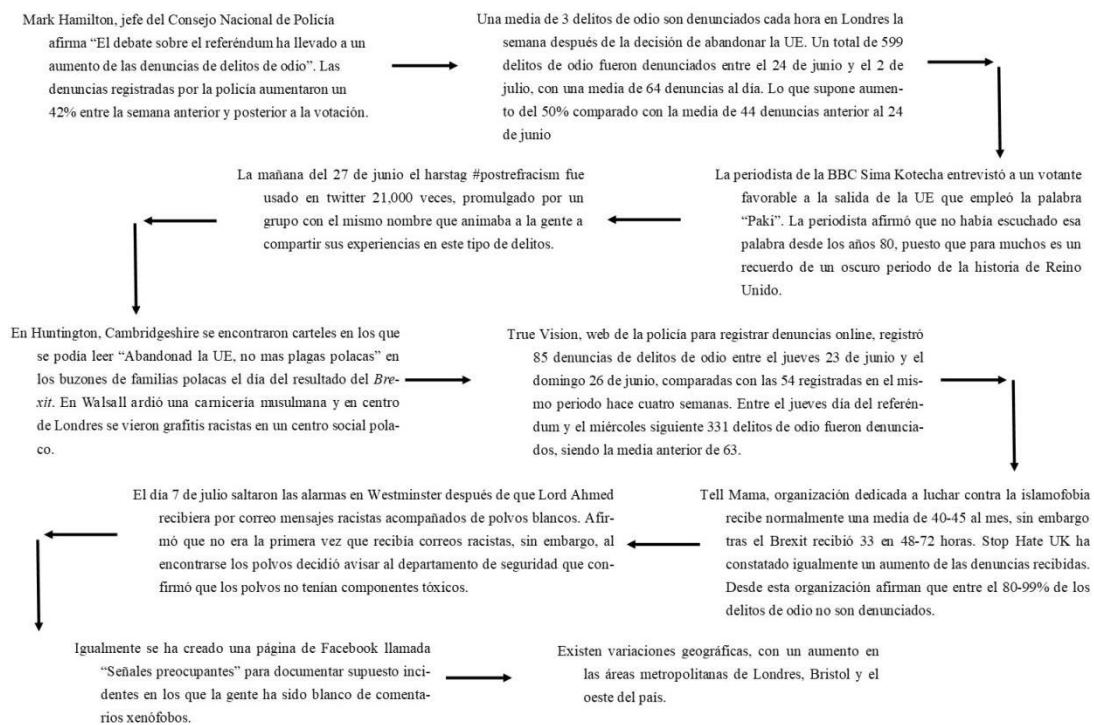 Mark Hamilton, jefe del Consejo Nacional de Policía
afirma “El debate sobre el referéndum ha llevado a un
aumento de las denuncias de delitos de odio”. Las
denuncias registradas por la policía aumentaron un
42% entre la semana anterior y posterior a la votación.
Una media de 3 delitos de odio son denunciados cada hora en Londres la
semana después de la decisión de abandonar la UE. Un total de 599
delitos de odio fueron denunciados entre el 24 de junio y el 2 de
julio, con una media de 64 denuncias al día. Lo que supone aumen-
to del 50% comparado con la media de 44 denuncias anterior al 24
de junio
La periodista de la BBC Sima Kotecha entrevistó a un votante
favorable a la salida de la UE que empleó la palabra
“Paki”. La periodista afirmó que no había escuchado esa
palabra desde los años 80, puesto que para muchos es un
recuerdo de un oscuro periodo de la historia de Reino
Unido.
La mañana del 27 de junio el harstag #postrefracism fue
usado en twitter 21,000 veces, promulgado por un
grupo con el mismo nombre que animaba a la gente a
compartir sus experiencias en este tipo de delitos.
En Huntington, Cambridgeshire se encontraron carteles en los que
se podía leer “Abandonad la UE, no mas plagas polacas” en
los buzones de familias polacas el día del resultado del Bre-
xit. En Walsall ardió una carnicería musulmana y en centro
de Londres se vieron grafitis racistas en un centro social pola-
co.
True Vision, web de la policía para registrar denuncias online, registró
85 denuncias de delitos de odio entre el jueves 23 de junio y el
domingo 26 de junio, comparadas con las 54 registradas en el mis-
mo periodo hace cuatro semanas. Entre el jueves día del referén-
dum y el miércoles siguiente 331 delitos de odio fueron denuncia-
dos, siendo la media anterior de 63.
Tell Mama, organización dedicada a luchar contra la islamofobia
recibe normalmente una media de 40-45 al mes, sin embargo
tras el Brexit recibió 33 en 48-72 horas. Stop Hate UK ha
constatado igualmente un aumento de las denuncias recibidas.
Desde esta organización afirman que entre el 80-99% de los
delitos de odio no son denunciados.
El día 7 de julio saltaron las alarmas en Westminster después de que Lord Ahmed
recibiera por correo mensajes racistas acompañados de polvos blancos. Afir-
mó que no era la primera vez que recibía correos racistas, sin embargo, al
encontrarse los polvos decidió avisar al departamento de seguridad que con-
firmó que los polvos no tenían componentes tóxicos.
Igualmente se ha creado una página de Facebook llamada
“Señales preocupantes” para documentar supuesto inci-
dentes en los que la gente ha sido blanco de comenta-
rios xenófobos.
Existen variaciones geográficas, con un aumento en
las áreas metropolitanas de Londres, Bristol y el
oeste del país.